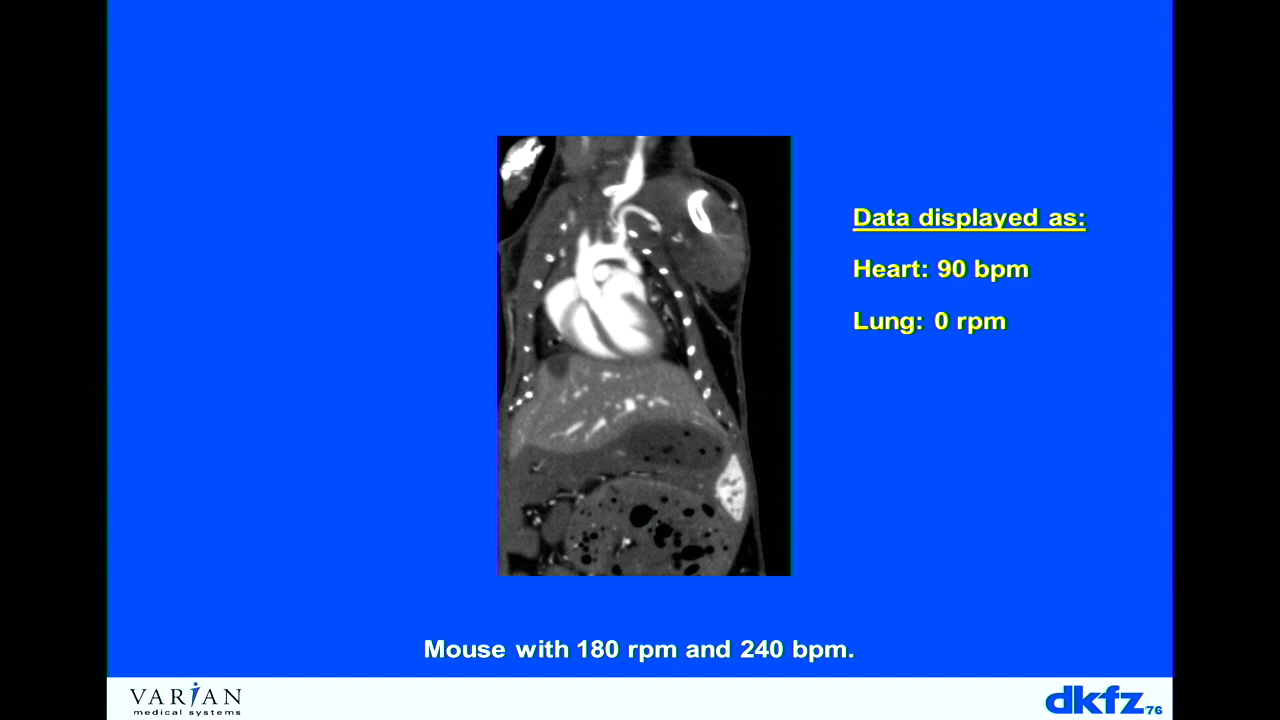 Data displayed as:
Heart: 90 bpm
Lung: 0 rpm
Mouse with 180 rpm and 240 bpm.
VARIAN
medical systems
dkfz.
76